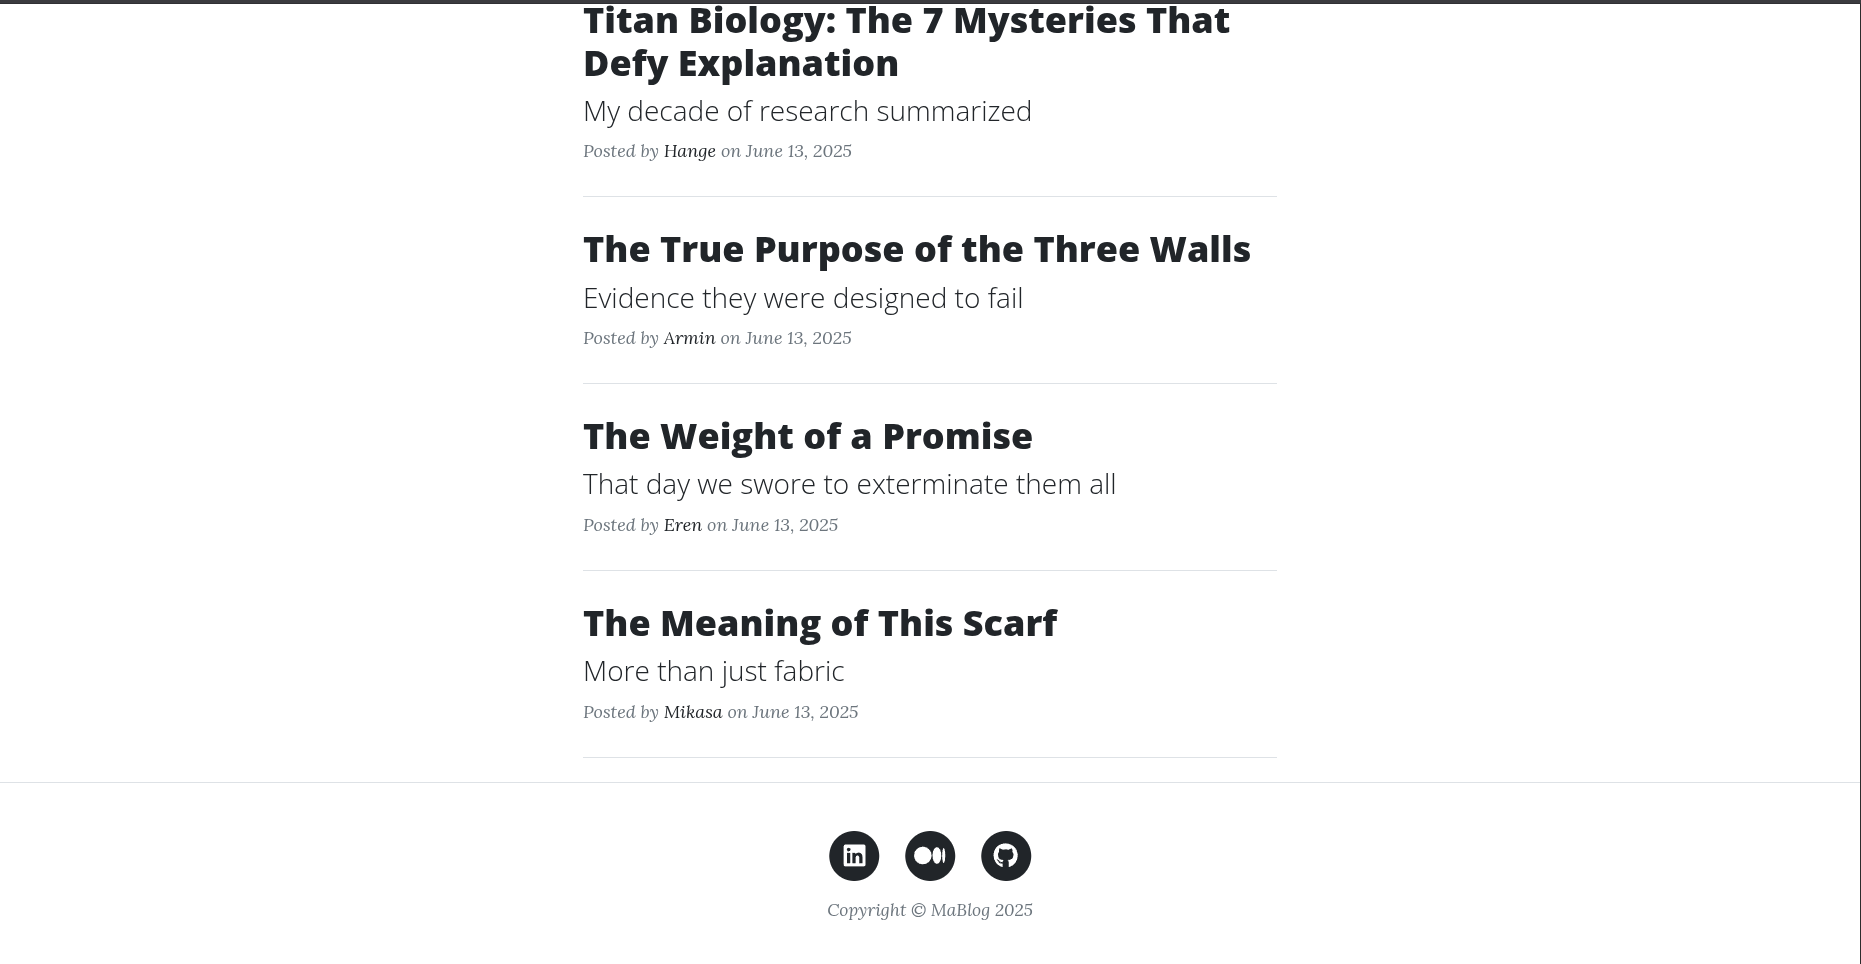 Titan Biology: The 7 Mysteries That
Defy Explanation
My decade of research summarized
Posted by Hange on June 13, 2025
The True Purpose of the Three Walls
Evidence they were designed to fail
Posted by Armin on June 13, 2025
The Weight of a Promise
That day we swore to exterminate them all
Posted by Eren on June 13, 2025
The Meaning of This Scarf
More than just fabric
Posted by Mikasa on June 13, 2025
in
Copyright © MaBlog 2025